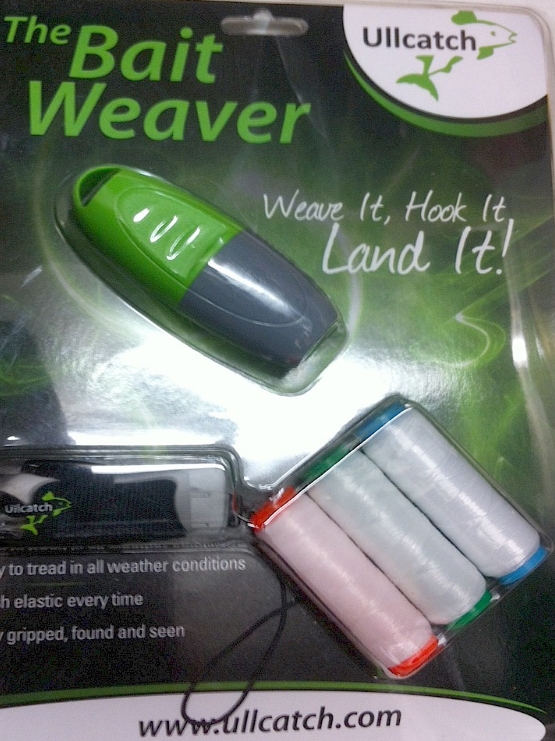 The
Bait
Weaver
Ullcatch
Weave It, Hook It,
Land It!
Ullcatch
y to tread in all weather conditions
h elastic every time
y gripped, found and seen
www.ullcatch.com